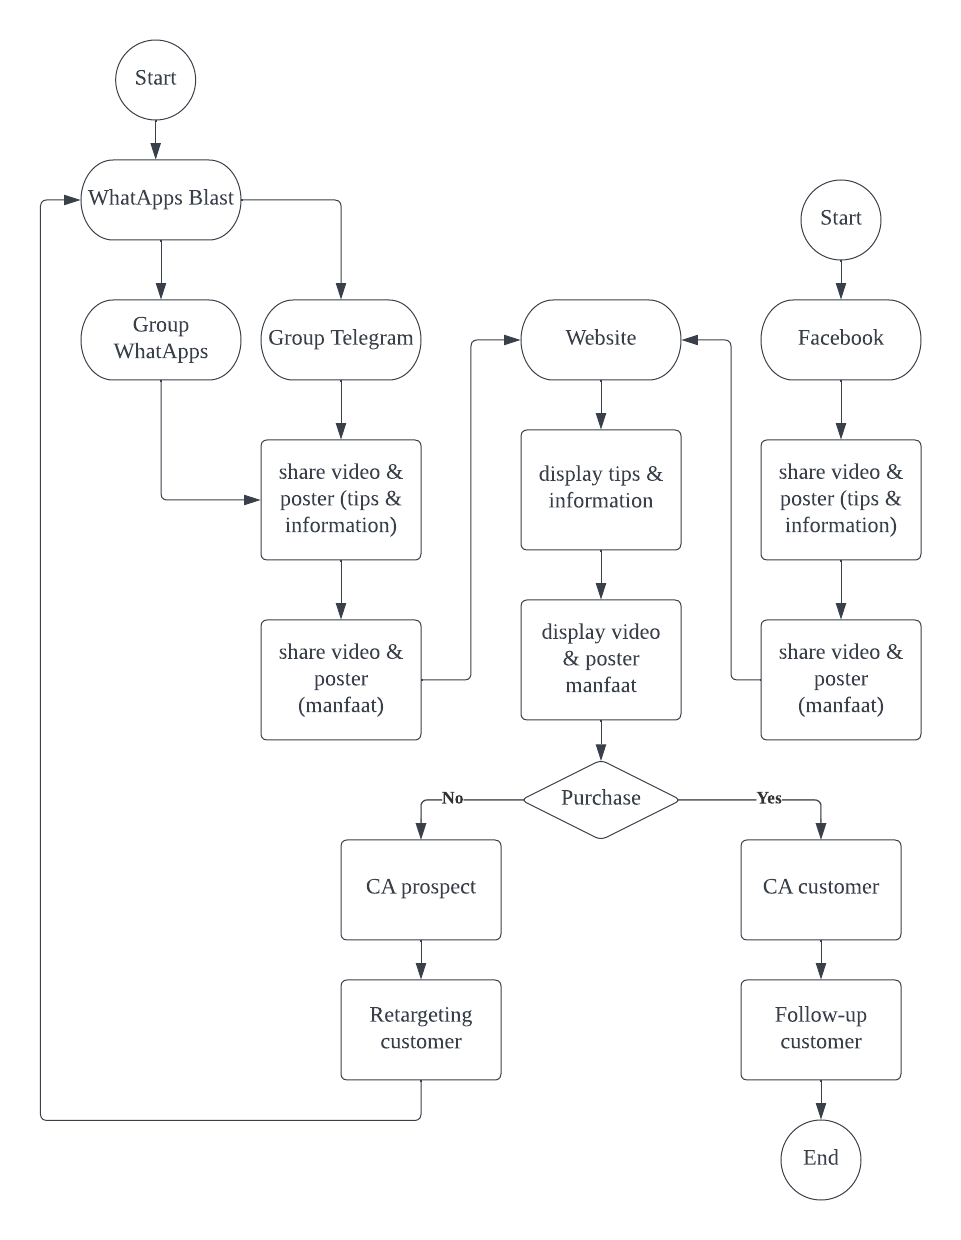 Start
WhatApps Blast
Start
Group
WhatApps
Group Telegram
Website
Facebook
share video &
poster (tips &
information)
display tips &
information
share video &
poster (tips &
information)
share video &
poster
(manfaat)
display video
& poster
manfaat
share video &
poster
(manfaat)
No
Purchase
Yes
CA prospect
CA customer
Retargeting
customer
Follow-up
customer
End